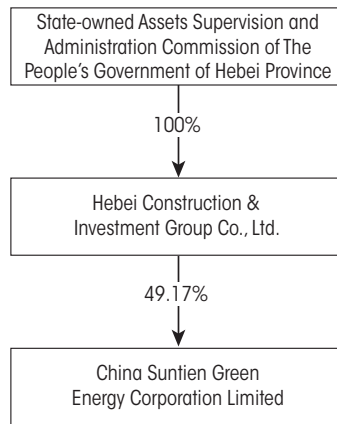 State-owned Assets Supervision and
Administration Commission of The
People's Government of Hebei Province
100%
Hebei Construction &
Investment Group Co., Ltd.
49.17%
China Suntien Green
Energy Corporation Limited